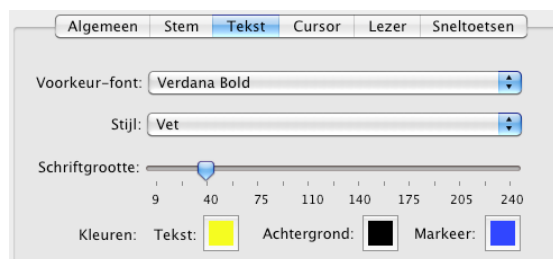 Algemeen Stem Tekst Cursor Lezer Sneltoetsen
Voorkeur-font: Verdana Bold
Stijl: Vet
Schriftgrootte:
9 40 75 110 140 175 205 240
Kleuren: Tekst: Achtergrond: Markeer: